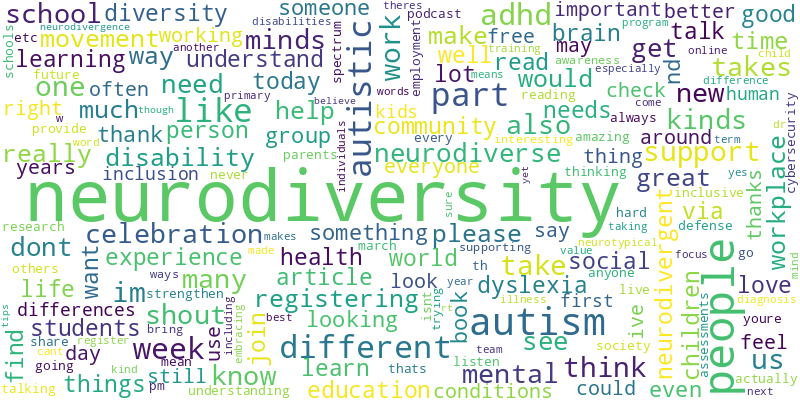 school diversity someone adhd important better good
disabilities theres podcast program
neurodivergence another
schools etc movement working minds spectrum autistic work employment make free brain talk time
means training awareness especially online child
learning way understand well read may get takes
future primary believe words lot would nd difference
one often need today part check new human
right much like help also needs kids reading come
w though individuals community every amazing always around kinds dr cybersecurity
provide thank person group neurodiverse interesting term
word parents everyone thing support workplace
really disability thinking great
years inclusion never yet inclusive via thanks
neurodiversity
sure hard taking defense yes
research celebration makes something please say neurodivergent people
dont want experience made health world supporting value neurotypical focus go mind
others ways march th social anyone
life many article look year take love diagnosis
im strengthen isnt trying dyslexia illness first live children assessments
differences including embracing registering rt book
tips students shout best looking autism see live youre
share register bring join team society feel
find day week use different listen think us
going cant mean thats mental actually
things still kind know learn could even
talking pm understanding education conditions next